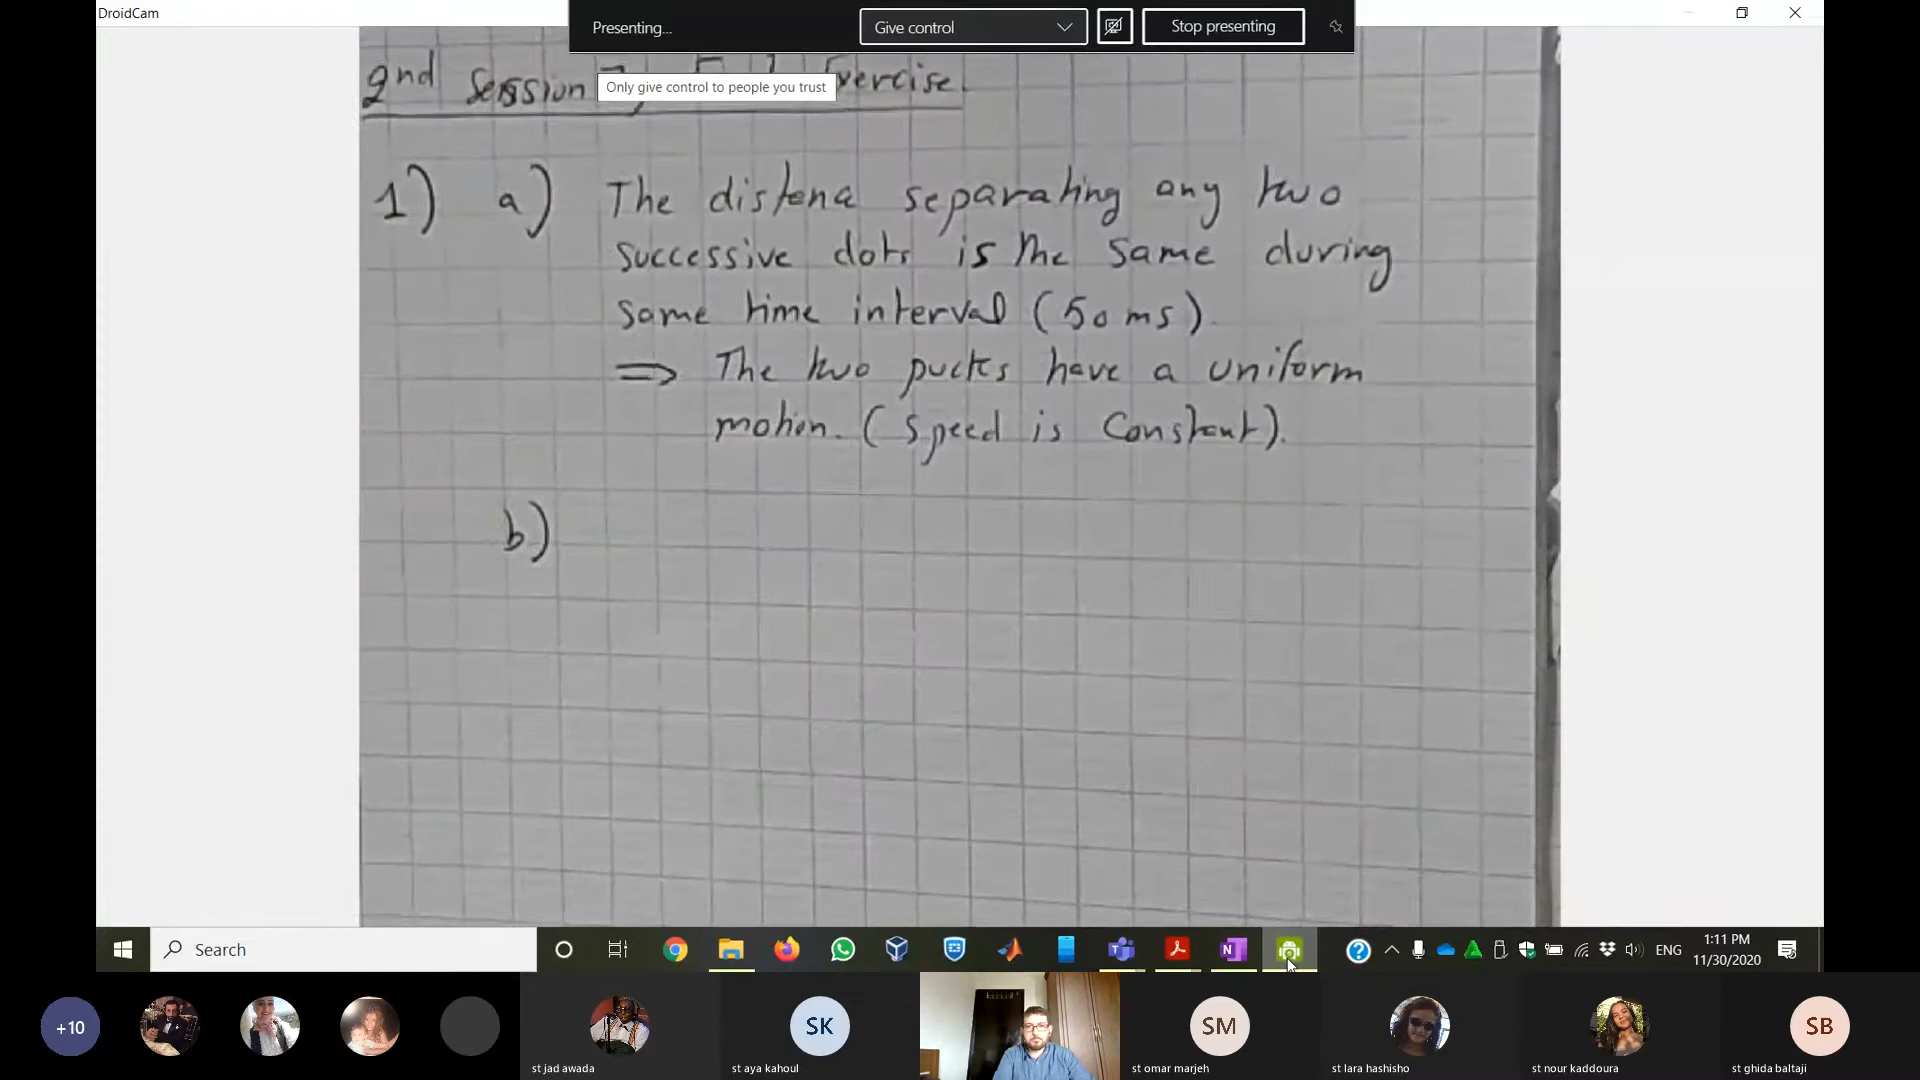 DroidCam
Presenting...
Give control
Stop presenting
Only give control to people you trust
2nd Session
Exercise.
1) a) The distena separating any two
successive dots is the same during
same time interval (50 ms).
⇒ The two pucks have a uniform
motion. (Speed is Constant).
b)
Search
ENG
1:11 PM
11/30/2020
+10
SK
SM
SB
st jad awada
st aya kahoul
st omar marjeh
st lara hashisho
st nour kaddoura
st ghida baltaji